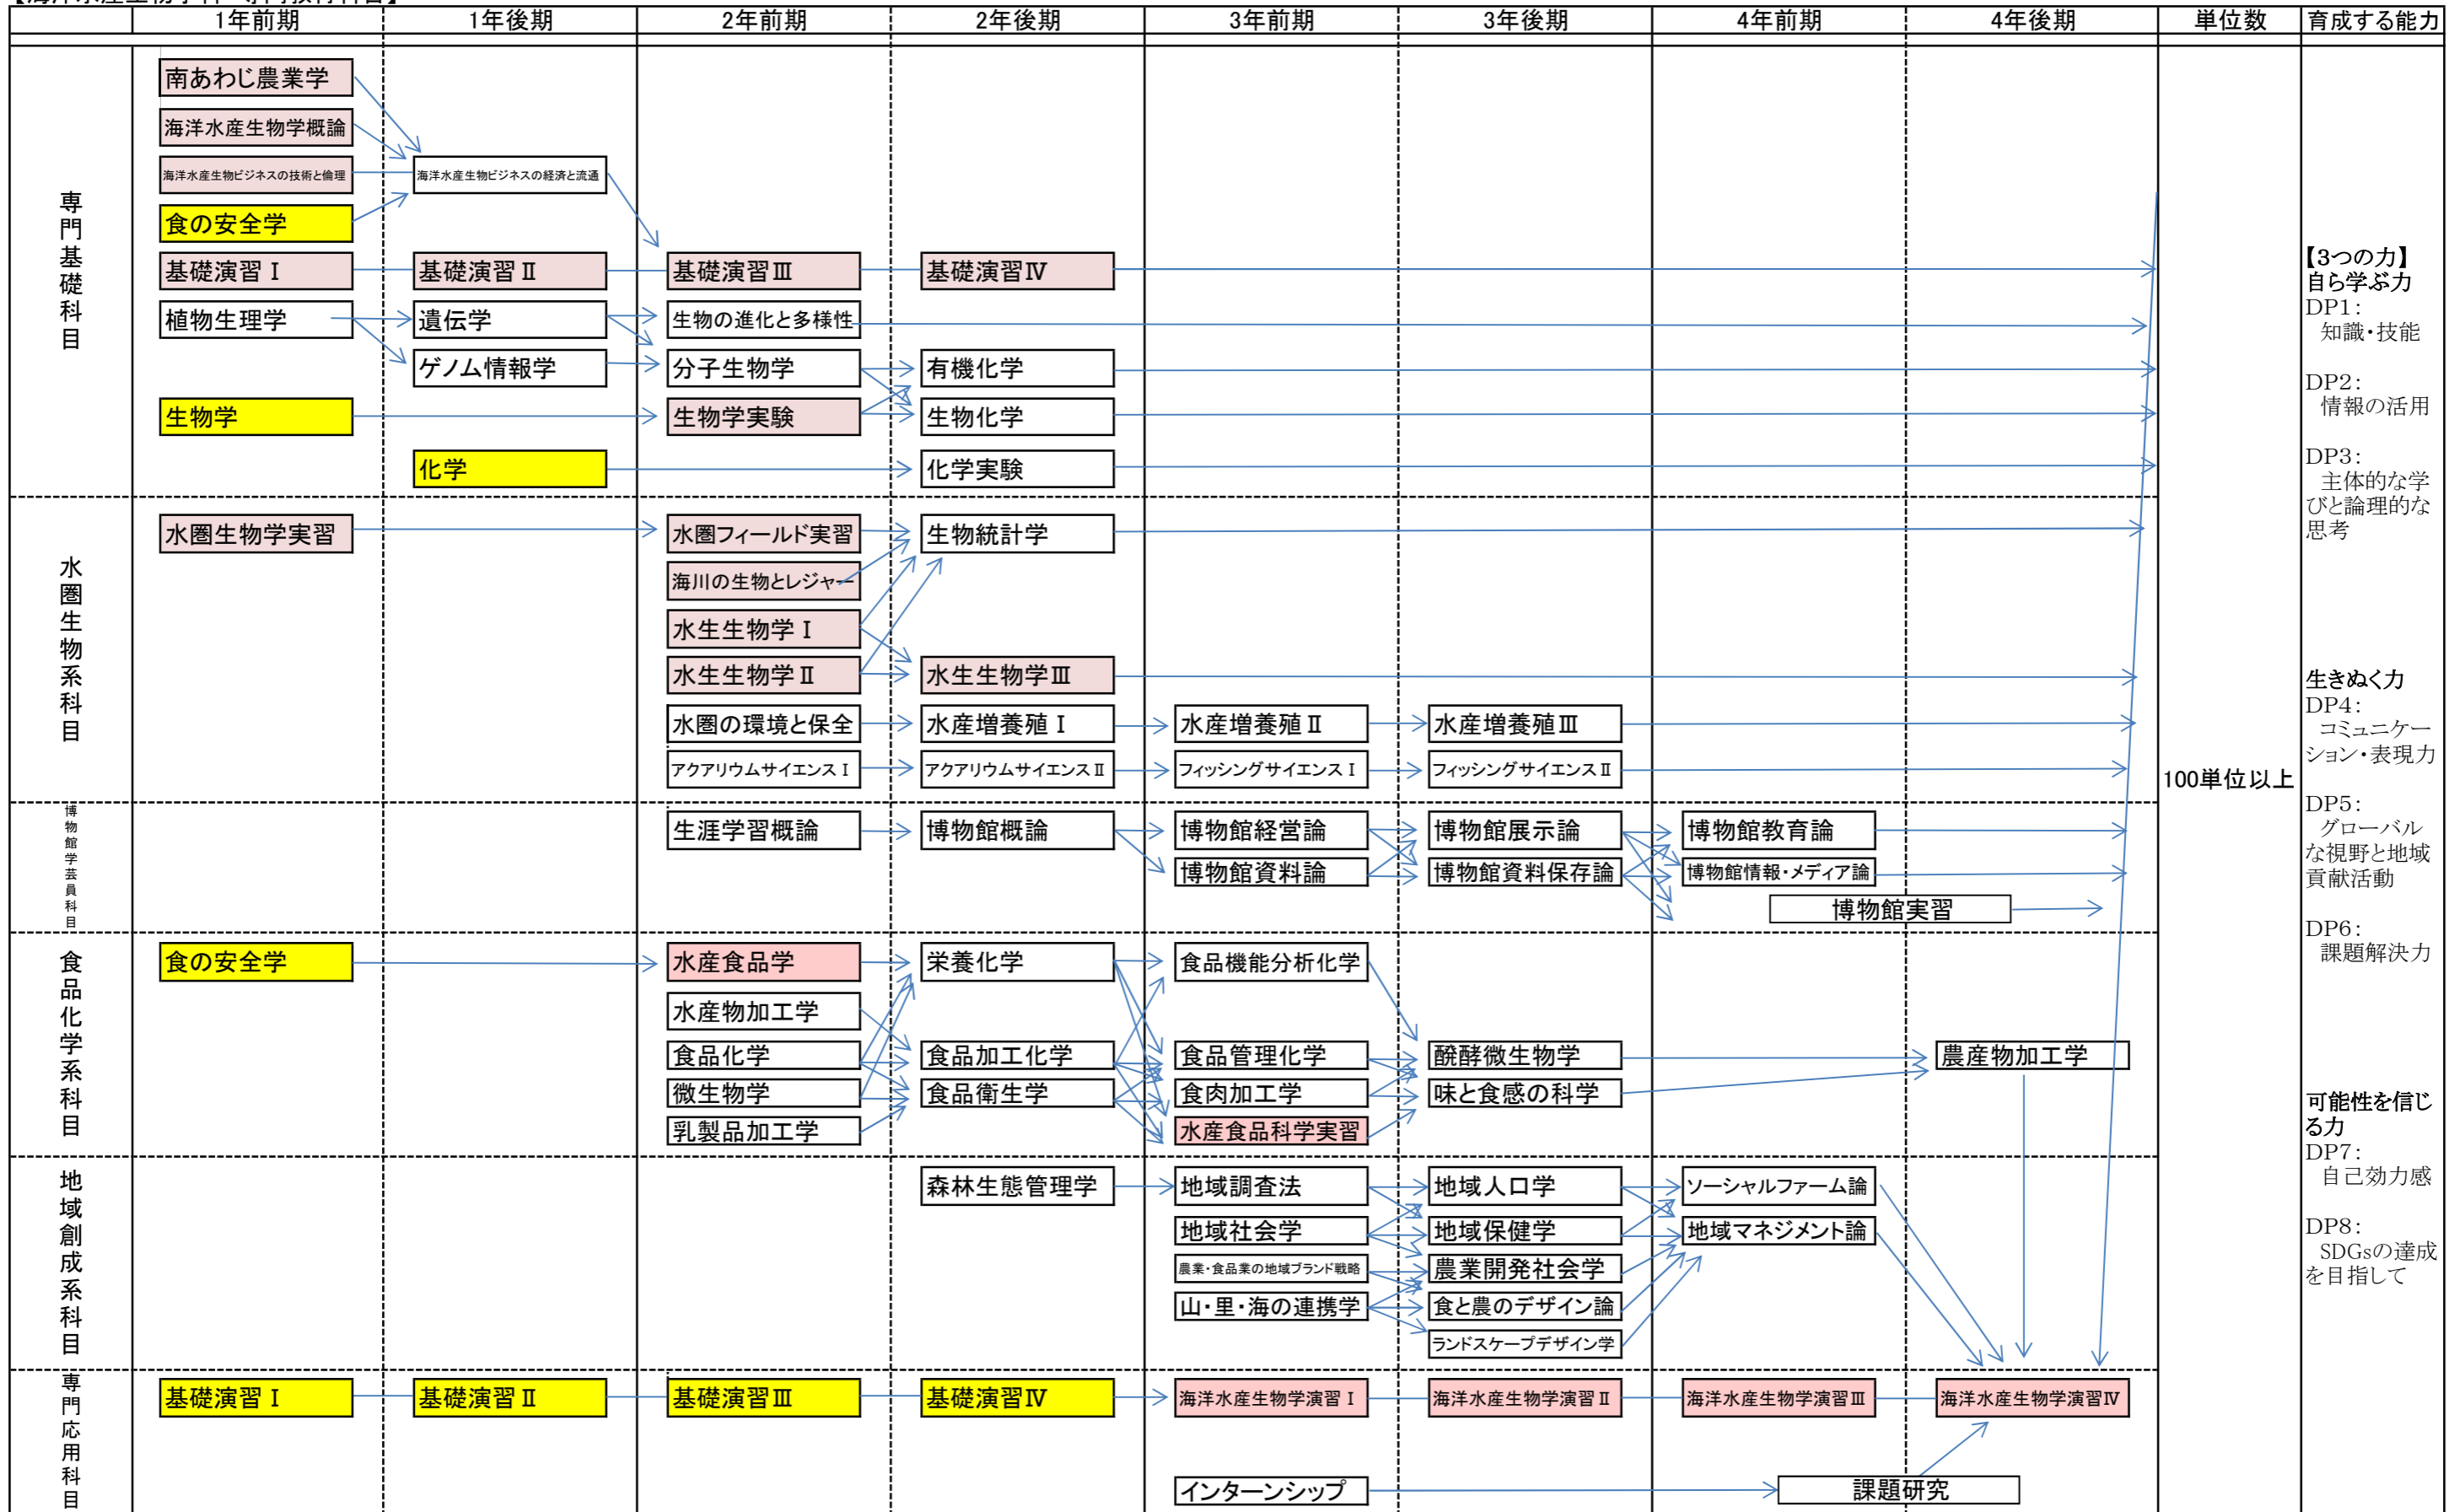 【海洋水産生物学科 専門教育科目】
1年前期 1年後期 2年前期 2年後期 3年前期 3年後期 4年前期 4年後期 単位数 育成する能力
専門基礎科目
南あわじ農業学
海洋水産生物学概論
海洋水産生物ビジネスの技術と倫理 海洋水産生物ビジネスの経済と流通
食の安全学
基礎演習Ⅰ 基礎演習Ⅱ 基礎演習Ⅲ 基礎演習Ⅳ
植物生理学 遺伝学 生物の進化と多様性
ゲノム情報学 分子生物学 有機化学
生物学 生物学実験 生物化学
化学 化学実験
水圏生物系科目
水圏生物学実習 水圏フィールド実習 生物統計学
海川の生物とレジャー
水生生物学Ⅰ
水生生物学Ⅱ 水生生物学Ⅲ
水圏の環境と保全 水産増養殖Ⅰ 水産増養殖Ⅱ 水産増養殖Ⅲ
アクアリウムサイエンスⅠ アクアリウムサイエンスⅡ フィッシングサイエンスⅠ フィッシングサイエンスⅡ
博物館学芸員科目
生涯学習概論 博物館概論 博物館経営論 博物館展示論 博物館教育論
博物館資料論 博物館資料保存論 博物館情報・メディア論
博物館実習
食品化学系科目
食の安全学 水産食品学 栄養化学 食品機能分析化学
水産物加工学
食品化学 食品加工化学 食品管理化学 醗酵微生物学 農産物加工学
微生物学 食品衛生学 食肉加工学 味と食感の科学
乳製品加工学 水産食品科学実習
地域創成系科目
森林生態管理学 地域調査法 地域人口学 ソーシャルファーム論
地域社会学 地域保健学 地域マネジメント論
農業・食品業の地域ブランド戦略 農業開発社会学
山・里・海の連携学 食と農のデザイン論
ランドスケープデザイン学
専門応用科目
基礎演習Ⅰ 基礎演習Ⅱ 基礎演習Ⅲ 基礎演習Ⅳ 海洋水産生物学演習Ⅰ 海洋水産生物学演習Ⅱ 海洋水産生物学演習Ⅲ 海洋水産生物学演習Ⅳ
インターンシップ 課題研究
100単位以上
【3つの力】
自ら学ぶ力
DP1:
知識・技能
DP2:
情報の活用
DP3:
主体的な学
びと論理的な
思考
生きぬく力
DP4:
コミュニケー
ション・表現力
DP5:
グローバル
な視野と地域
貢献活動
DP6:
課題解決力
可能性を信じ
る力
DP7:
自己効力感
DP8:
SDGsの達成
を目指して